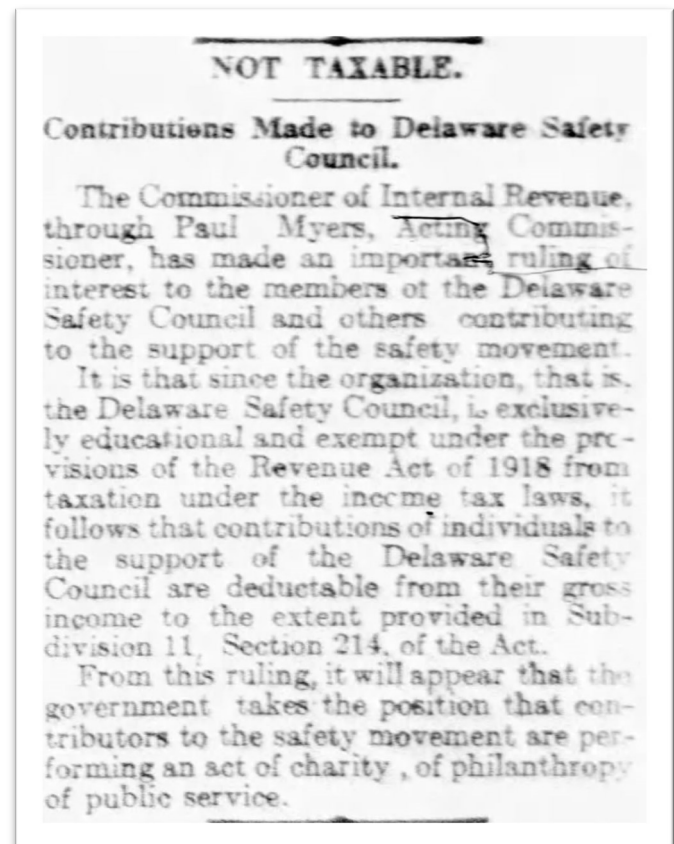 NOT TAXABLE.
Contributions Made to Delaware Safety
Council.
The Commissioner of Internal Revenue,
through Paul Myers, Acting Commis-
sioner, has made an important ruling of
interest to the members of the Delaware
Safety Council and others contributing
to the support of the safety movement.
It is that since the organization, that is,
the Delaware Safety Council, is exclusive-
ly educational and exempt under the pro-
visions of the Revenue Act of 1918 from
taxation under the income tax laws, it
follows that contributions of individuals to
the support of the Delaware Safety
Council are deductable from their gross
income to the extent provided in Sub-
division 11, Section 214, of the Act.
From this ruling, it will appear that the
government takes the position that con-
tributors to the safety movement are per-
forming an act of charity , of philanthropy
of public service.